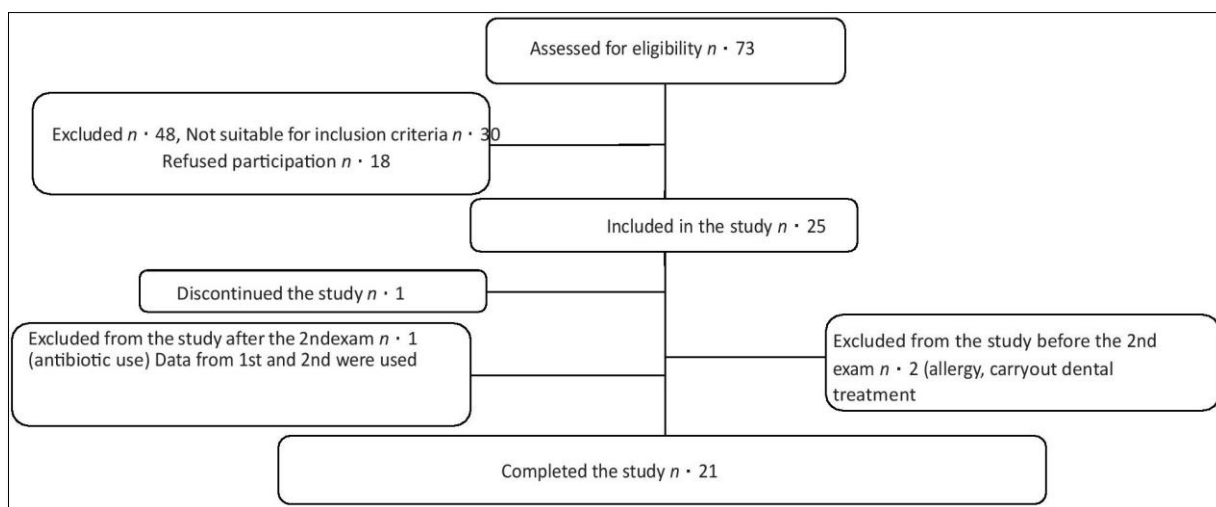 Assessed for eligibility n · 73
Excluded n · 48, Not suitable for inclusion criteria n · 30
Refused participation n · 18
Included in the study n · 25
Discontinued the study n · 1
Excluded from the study after the 2ndexam n · 1
(antibiotic use) Data from 1st and 2nd were used
Excluded from the study before the 2nd
exam n · 2 (allergy, carryout dental
treatment
Completed the study n · 21